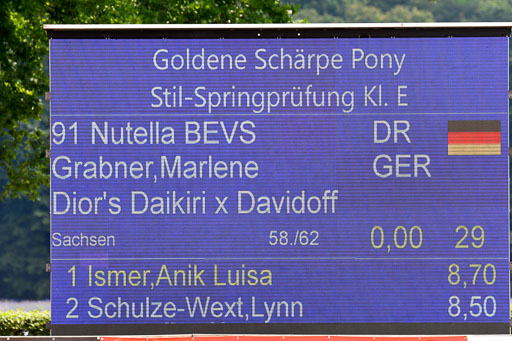 Goldene Schärpe Pony
Stil-Springprüfung Kl. E
91 Nutella BEVS DR
Grabner,Marlene GER
Dior's Daikiri x Davidoff
Sachsen 58./62 0,00 29
1 Ismer,Anik Luisa 8,70
2 Schulze-Wext,Lynn 8,50